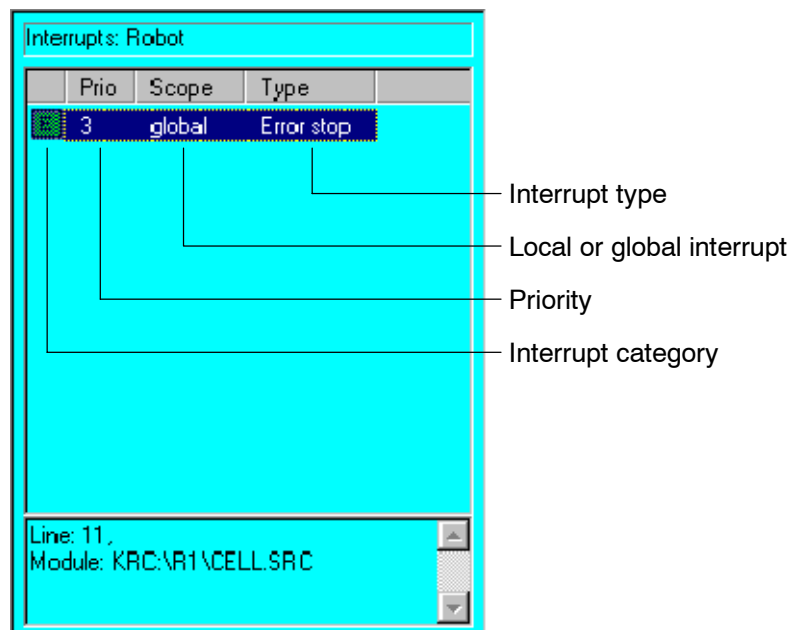 Interrupts: Robot
Prio Scope Type
E 3 global Error stop
Interrupt type
Local or global interrupt
Priority
Interrupt category
Line: 11,
Module: KRC:\R1\CELL.SRC